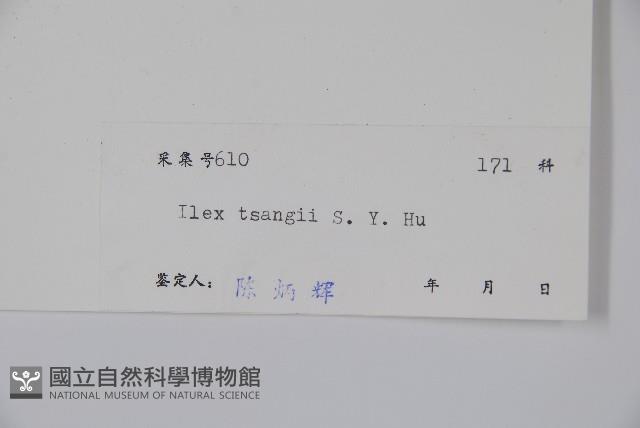 采集号610 171 科
Ilex tsangii S. Y. Hu
鉴定人: 陈炳辉 年 月 日
國立自然科學博物館
NATIONAL MUSEUM OF NATURAL SCIENCE